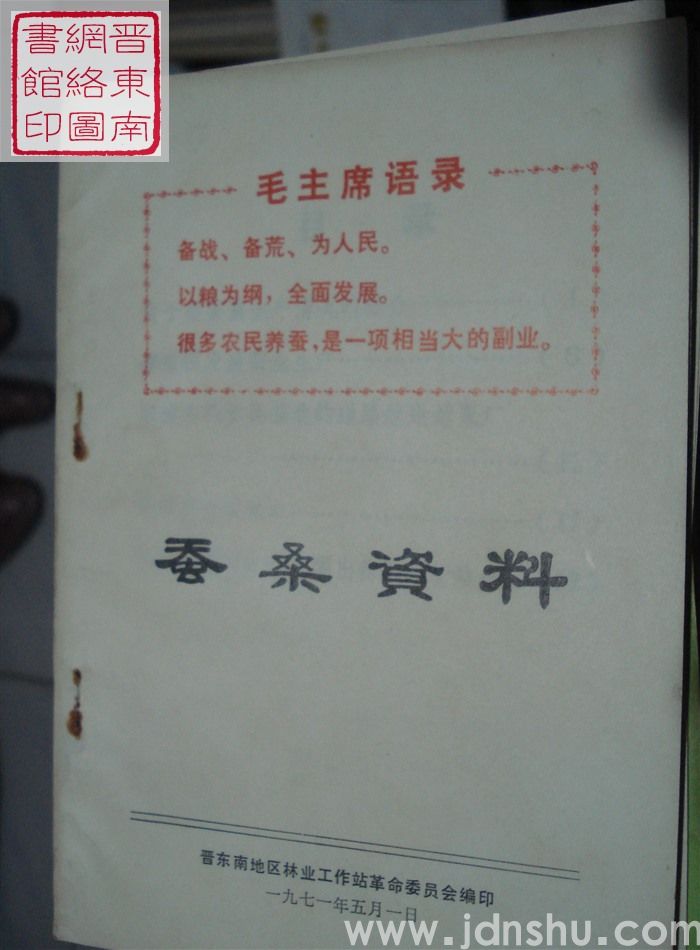 晋東南
網絡圖
書館印
毛主席语录
备战、备荒、为人民。
以粮为纲，全面发展。
很多农民养蚕，是一项相当大的副业。
蚕桑資料
晋东南地区林业工作站革命委员会编印
一九七一年五月一日
www.jdnshu.com